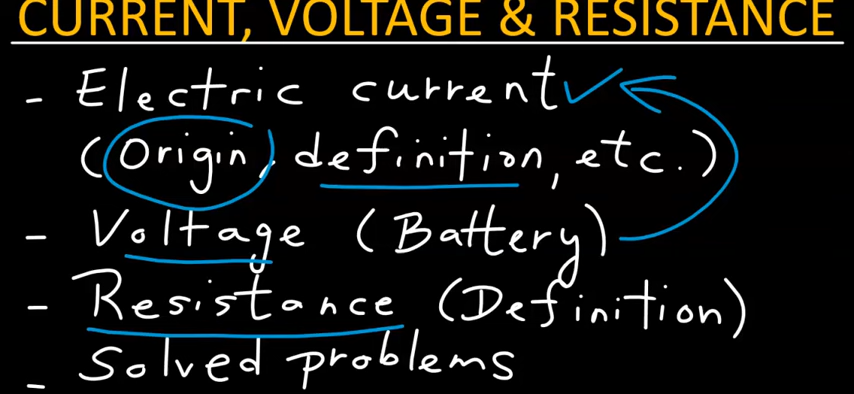 CURRENT, VOLTAGE & RESISTANCE
- Electric current
(Origin, definition, etc.)
- Voltage (Battery)
- Resistance (Definition)
- Solved problems